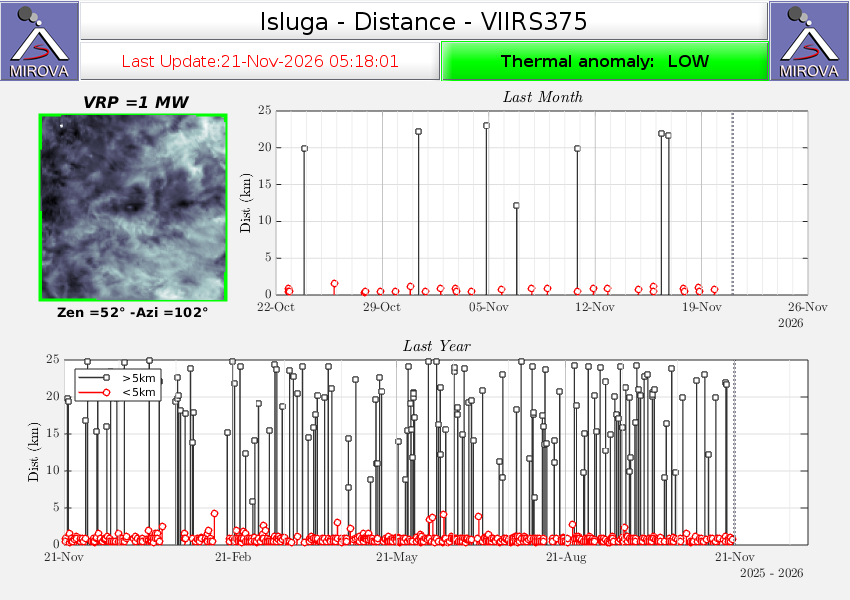 MIROVA
Isluga - Distance - VIIRS375
MIROVA
Last Update:21-Nov-2026 05:18:01
Thermal anomaly: LOW
VRP =1 MW
Zen =52° -Azi =102°
Last Month
Dist (km)
25
20
15
10
5
0
22-Oct
29-Oct
05-Nov
12-Nov
19-Nov
26-Nov
2026
Last Year
Dist (km)
25
20
15
10
5
0
>5km
<5km
21-Nov
21-Feb
21-May
21-Aug
21-Nov
2025 - 2026